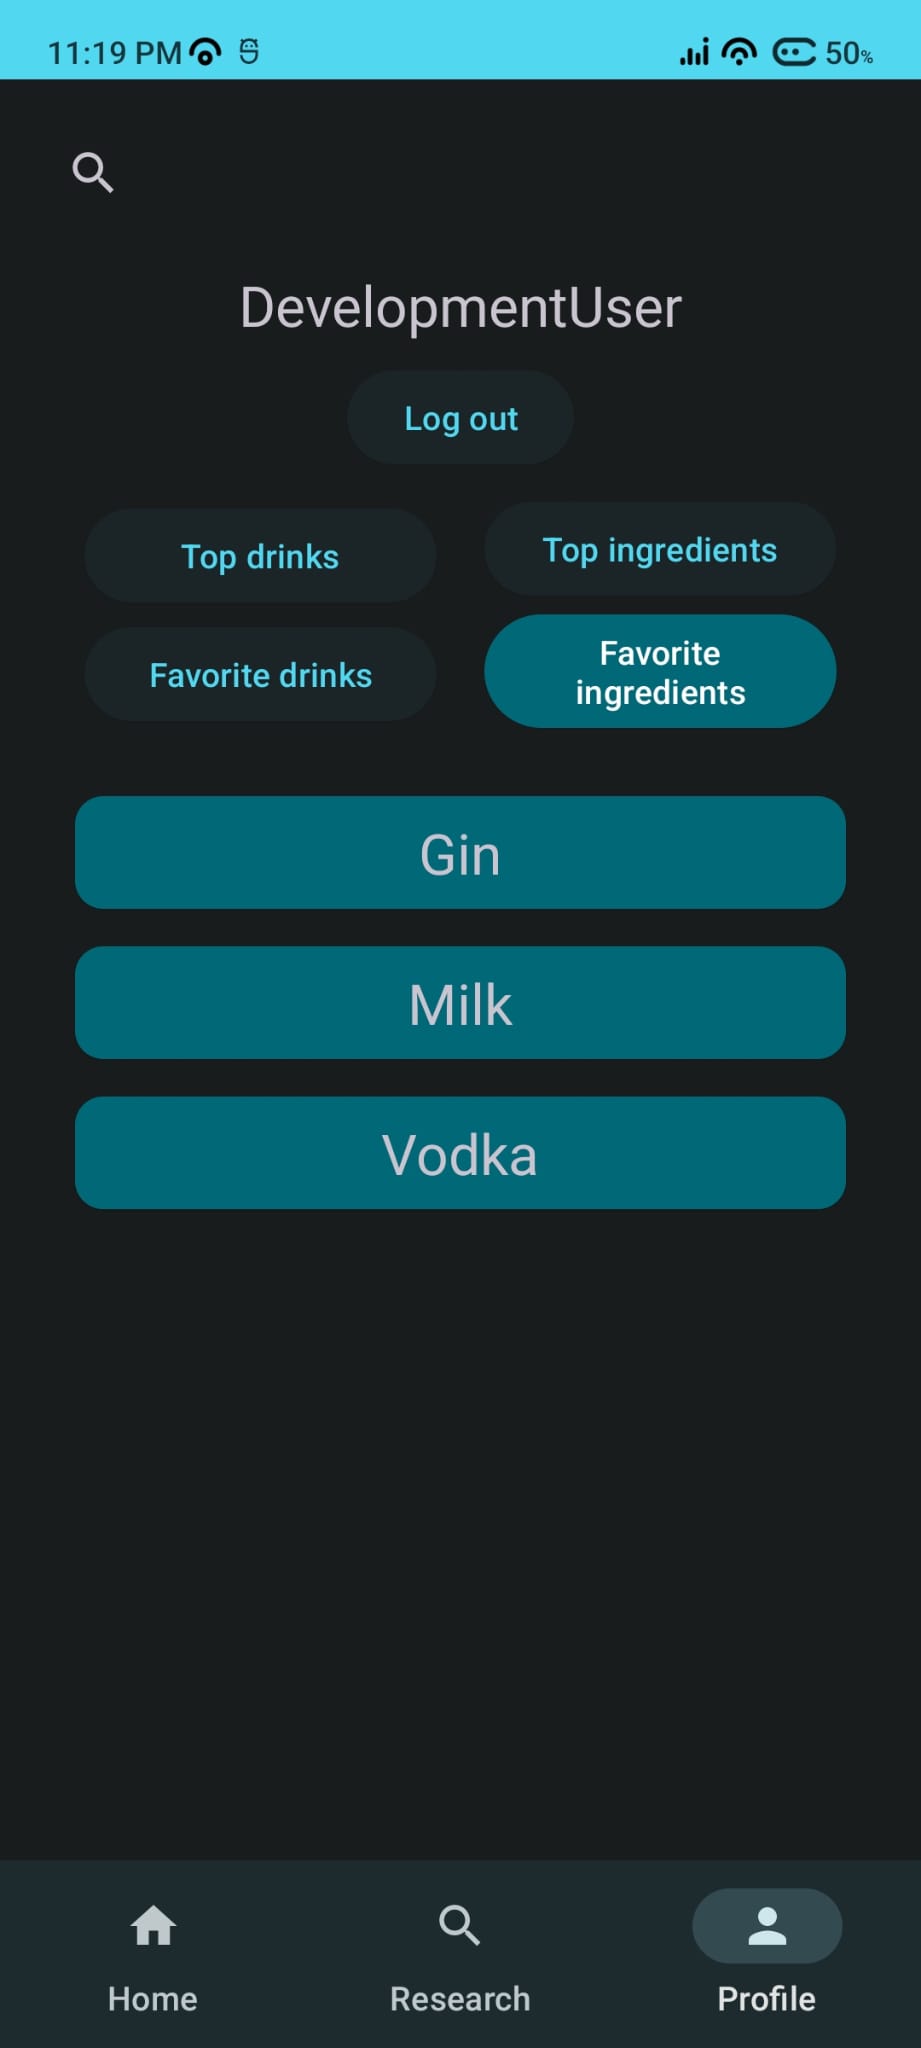 11:19 PM 50%
DevelopmentUser
Log out
Top drinks Top ingredients
Favorite drinks Favorite
ingredients
Gin
Milk
Vodka
Home Research Profile